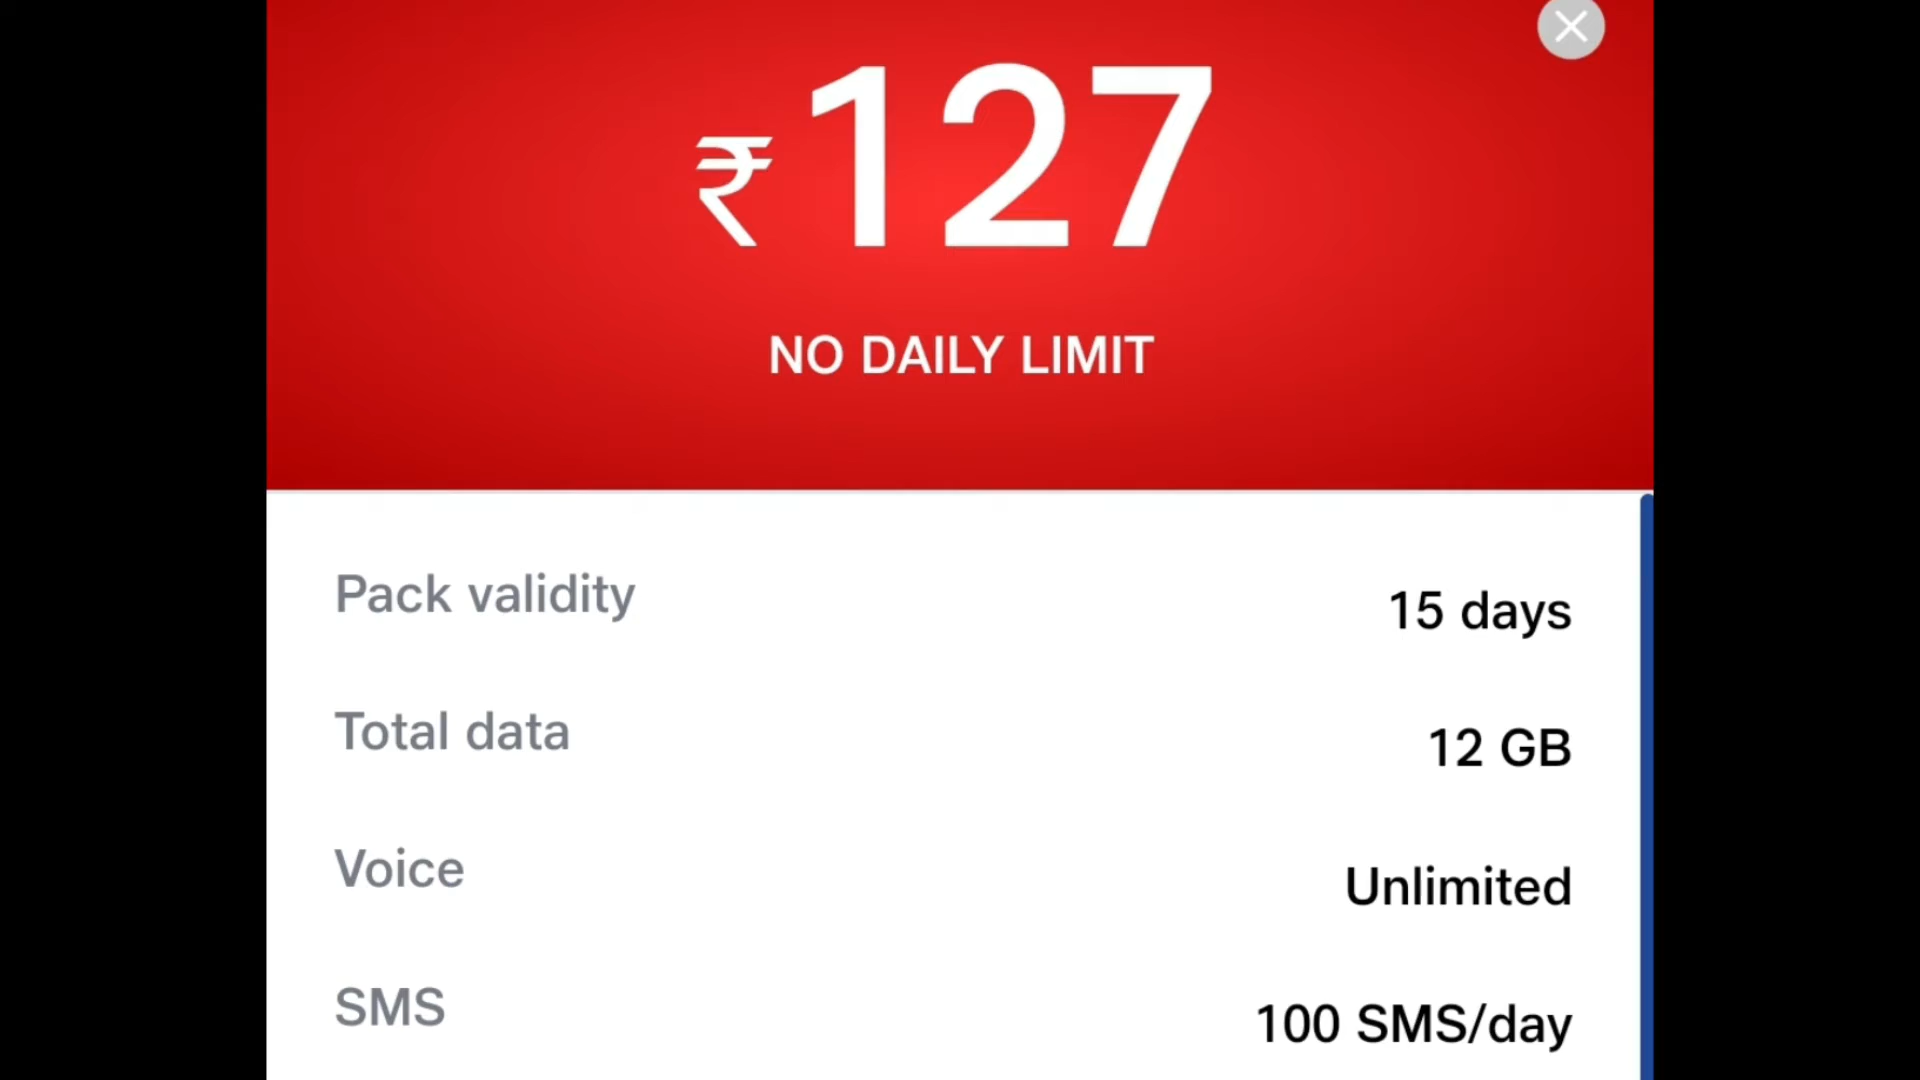 ₹127
NO DAILY LIMIT
Pack validity
15 days
Total data
12 GB
Voice
Unlimited
SMS
100 SMS/day